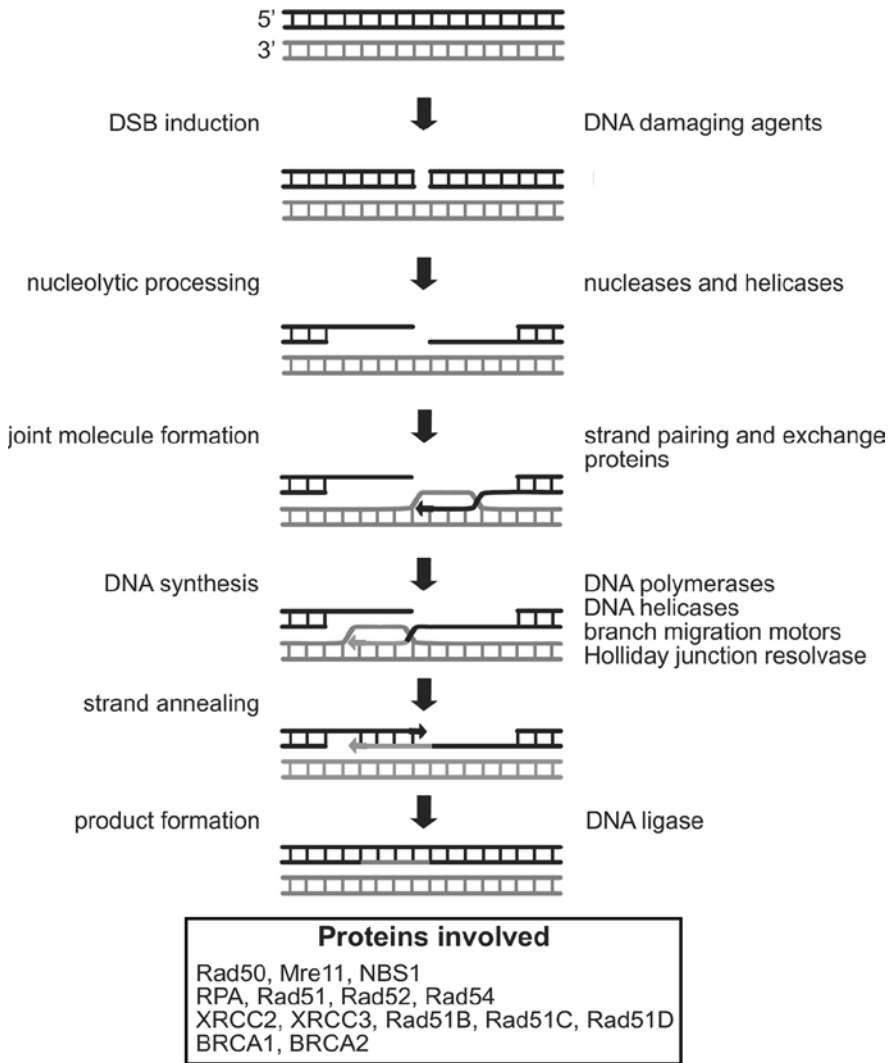 5'
3'
DSB induction
DNA damaging agents
nucleolytic processing
nucleases and helicases
joint molecule formation
strand pairing and exchange
proteins
DNA synthesis
DNA polymerases
DNA helicases
branch migration motors
Holliday junction resolvase
strand annealing
product formation
DNA ligase
Proteins involved
Rad50, Mre11, NBS1
RPA, Rad51, Rad52, Rad54
XRCC2, XRCC3, Rad51B, Rad51C, Rad51D
BRCA1, BRCA2